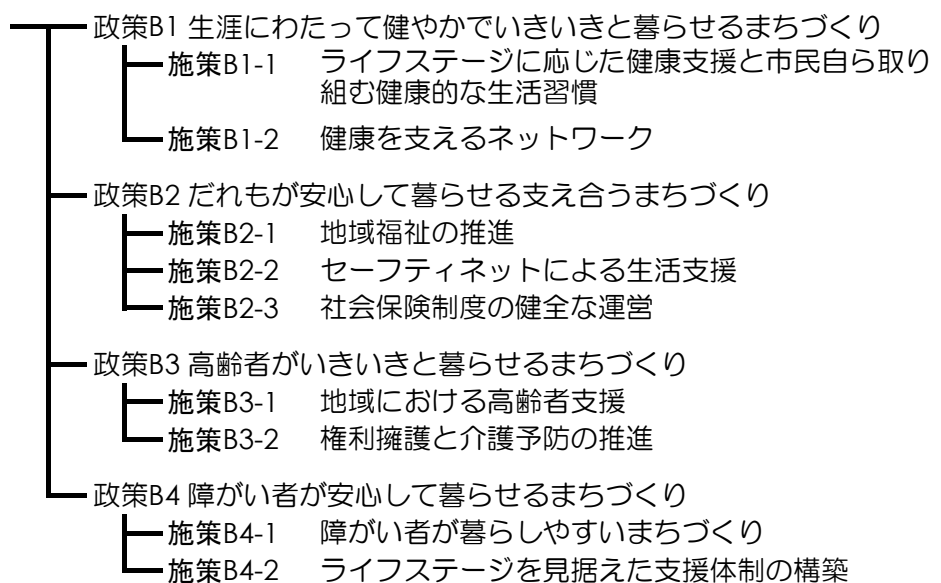 政策B1 生涯にわたって健やかでいきいきと暮らせるまちづくり
施策B1-1 ライフステージに応じた健康支援と市民自ら取り
組む健康的な生活習慣
施策B1-2 健康を支えるネットワーク
政策B2 だれもが安心して暮らせる支え合うまちづくり
施策B2-1 地域福祉の推進
施策B2-2 セーフティネットによる生活支援
施策B2-3 社会保険制度の健全な運営
政策B3 高齢者がいきいきと暮らせるまちづくり
施策B3-1 地域における高齢者支援
施策B3-2 権利擁護と介護予防の推進
政策B4 障がい者が安心して暮らせるまちづくり
施策B4-1 障がい者が暮らしやすいまちづくり
施策B4-2 ライフステージを見据えた支援体制の構築